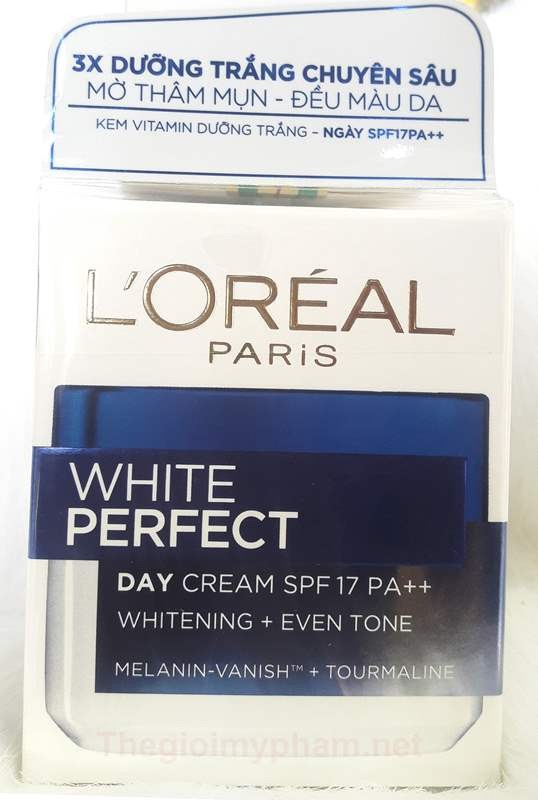 3X DƯỠNG TRẮNG CHUYÊN SÂU
MỜ THÂM MỤN - ĐỀU MÀU DA
KEM VITAMIN DƯỠNG TRẮNG – NGÀY SPF17PA++
L'ORÉAL
PARiS
WHITE
PERFECT
DAY CREAM SPF 17 PA++
WHITENING + EVEN TONE
MELANIN-VANISH™ + TOURMALINE
Thegioimypham.net